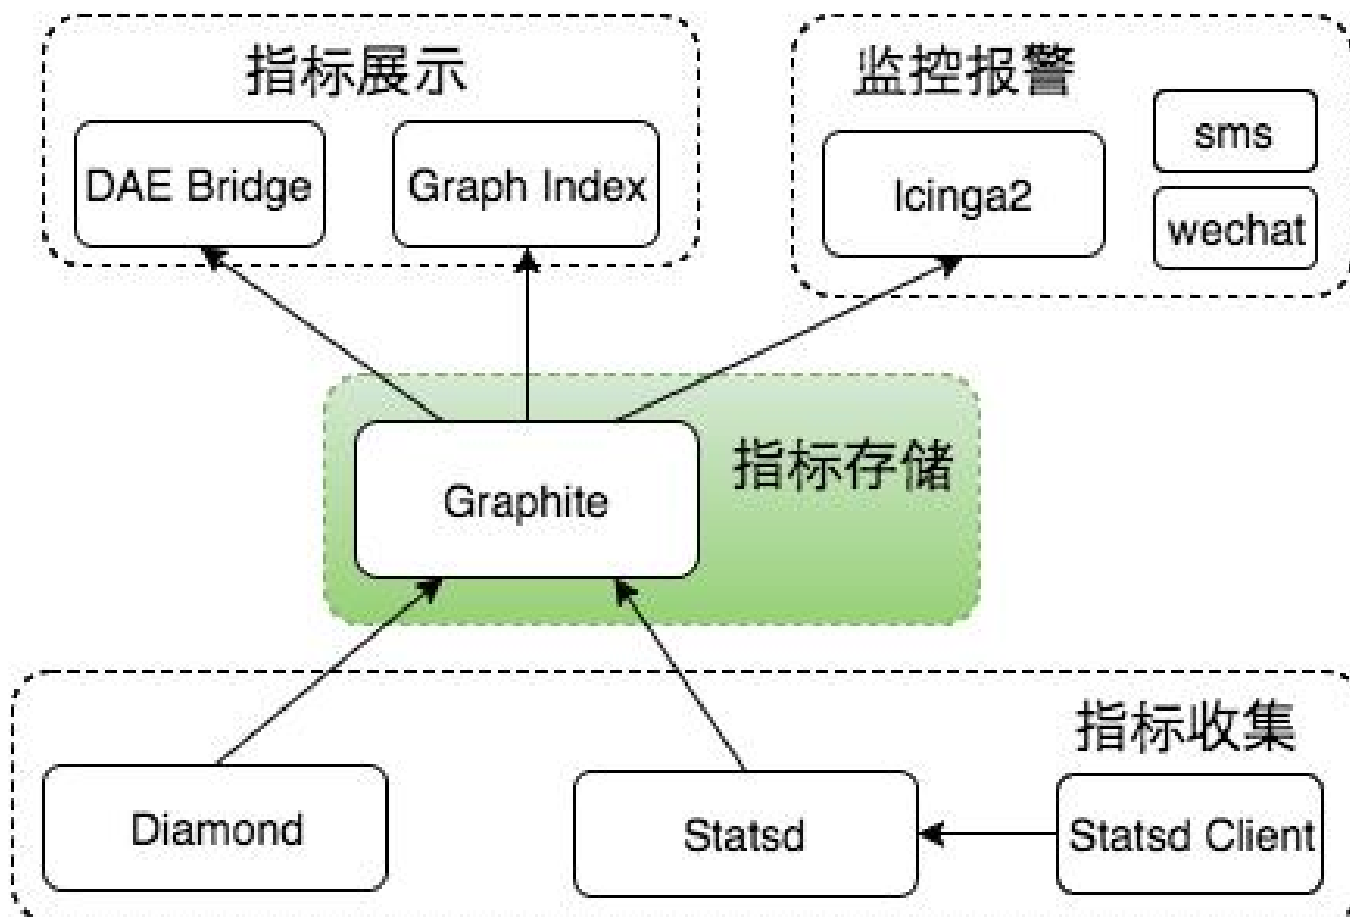 指标展示
DAE Bridge
Graph Index
监控报警
Icinga2
sms
wechat
Graphite
指标存储
指标收集
Diamond
Statsd
Statsd Client